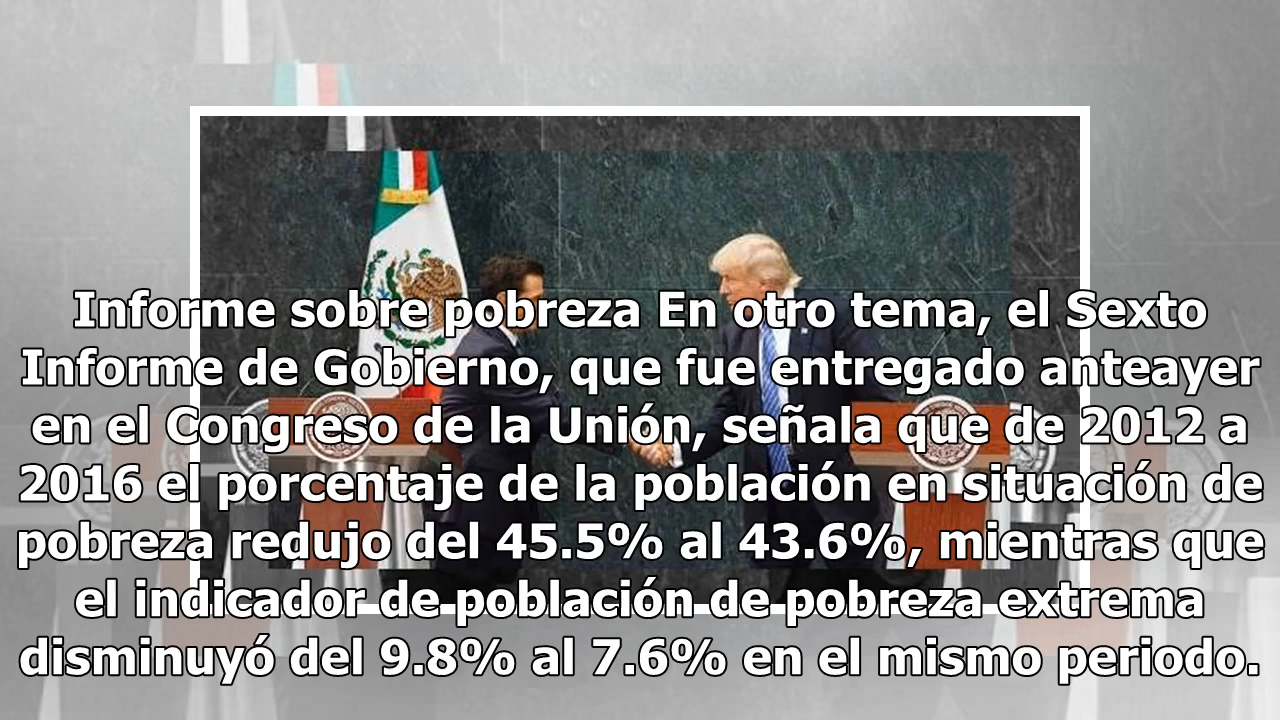 Informe sobre pobreza En otro tema, el Sexto
Informe de Gobierno, que fue entregado anteayer
en el Congreso de la Unión, señala que de 2012 a
2016 el porcentaje de la población en situación de
pobreza redujo del 45.5% al 43.6%, mientras que
el indicador de población de pobreza extrema
disminuyó del 9.8% al 7.6% en el mismo periodo.